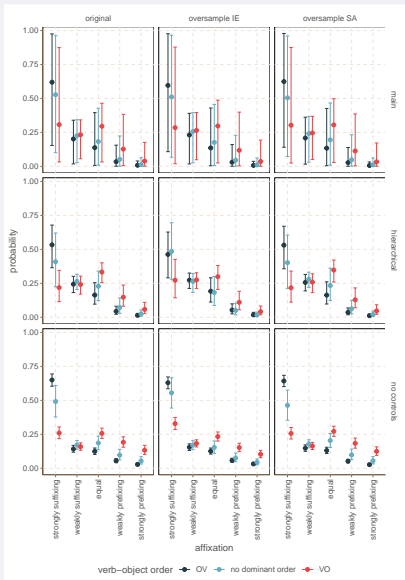 original oversample IE oversample SA
1.00
0.75
0.50
0.25
0.00
main
1.00
0.75
0.50
0.25
0.00
hierarchical
1.00
0.75
0.50
0.25
0.00
no controls
probability
strongly suffixing weakly suffixing equal weakly prefixing strongly prefixing strongly suffixing weakly suffixing equal weakly prefixing strongly prefixing strongly suffixing weakly suffixing equal weakly prefixing strongly prefixing
affixation
verb−object order OV no dominant order VO